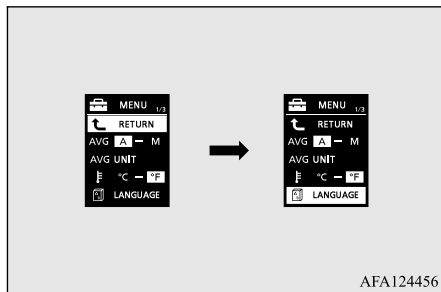 MENU 1/3
RETURN
AVG A – M
AVG UNIT
°C – °F
LANGUAGE
MENU 1/3
RETURN
AVG A – M
AVG UNIT
°C – °F
LANGUAGE
AFA124456